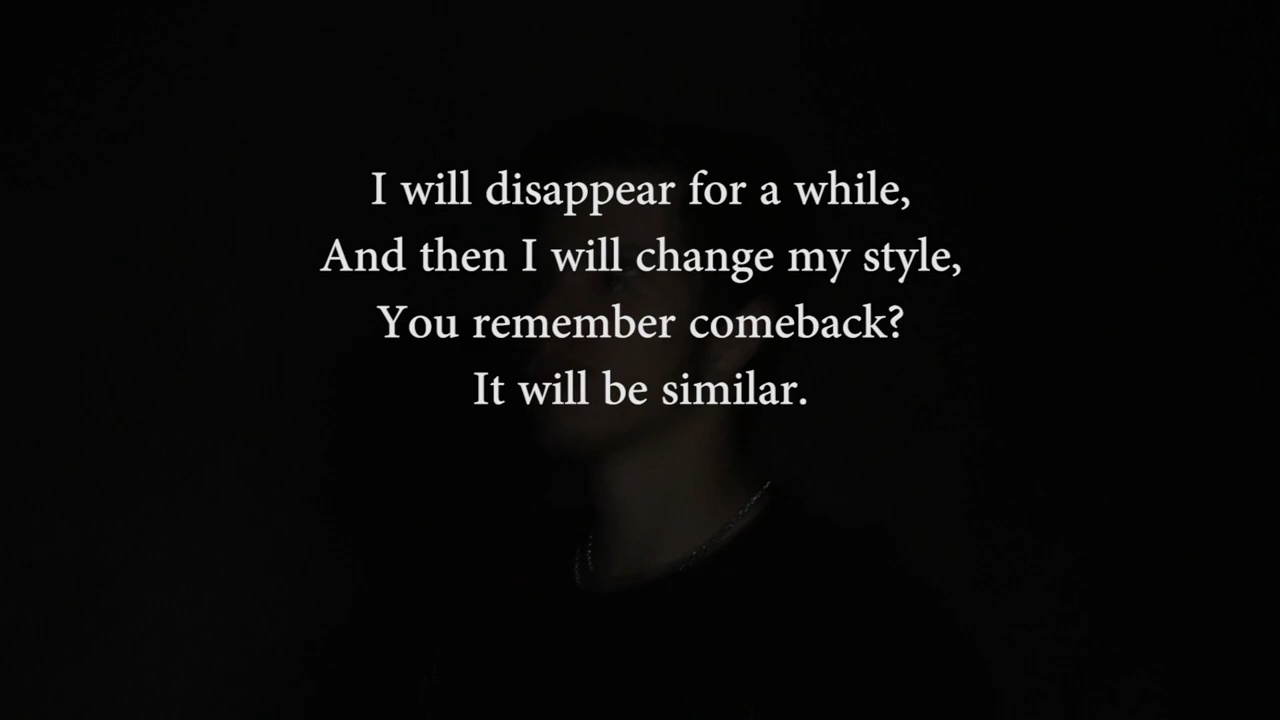 I will disappear for a while,
And then I will change my style,
You remember comeback?
It will be similar.